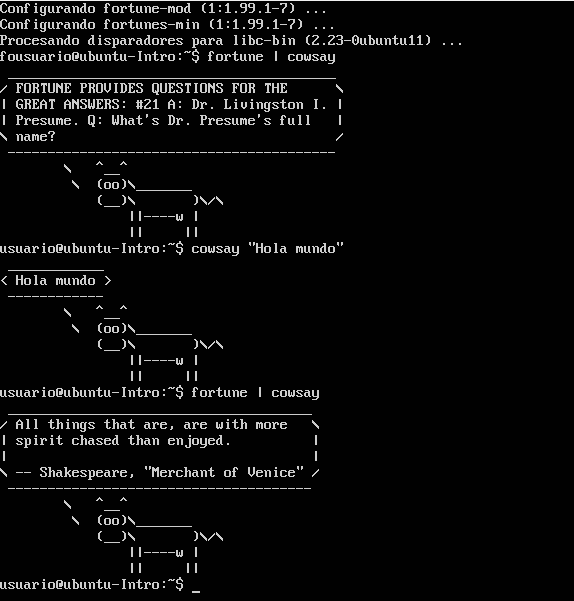 Configurando fortune-mod (1:1.99.1-7) ...
Configurando fortunes-min (1:1.99.1-7) ...
Procesando disparadores para libc-bin (2.23-0ubuntu11) ...
fousuario@ubuntu-Intro:~$ fortune | cowsay
 _________________________________________
/ FORTUNE PROVIDES QUESTIONS FOR THE      \
| GREAT ANSWERS: #21 A: Dr. Livingston I. |
| Presume. Q: What's Dr. Presume's full   |
\ name?                                   /
 -----------------------------------------
        \   ^__^
         \  (oo)\_______
            (__)\       )\/\
                ||----w |
                ||     ||
usuario@ubuntu-Intro:~$ cowsay "Hola mundo"
 ____________
< Hola mundo >
 ------------
        \   ^__^
         \  (oo)\_______
            (__)\       )\/\
                ||----w |
                ||     ||
usuario@ubuntu-Intro:~$ fortune | cowsay
 ______________________________________
/ All things that are, are with more   \
| spirit chased than enjoyed.          |
|                                      |
\ -- Shakespeare, "Merchant of Venice" /
 --------------------------------------
        \   ^__^
         \  (oo)\_______
            (__)\       )\/\
                ||----w |
                ||     ||
usuario@ubuntu-Intro:~$ _